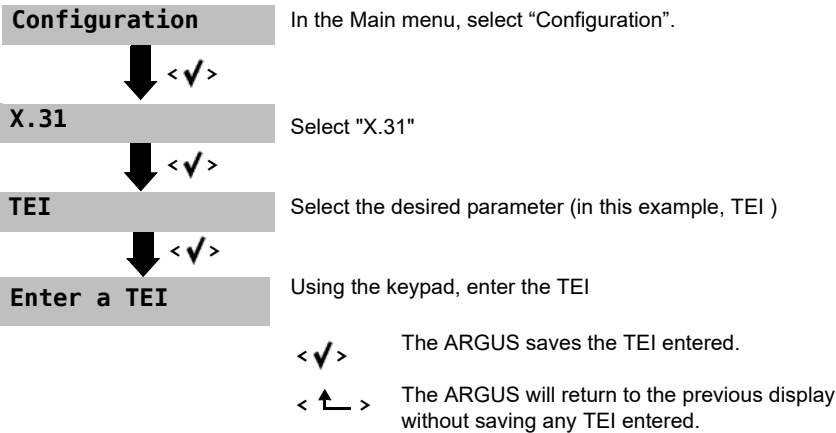 Configuration
In the Main menu, select “Configuration”.
<✓>
X.31
Select "X.31"
<✓>
TEI
Select the desired parameter (in this example, TEI )
<✓>
Enter a TEI
Using the keypad, enter the TEI
<✓>
The ARGUS saves the TEI entered.
< >
The ARGUS will return to the previous display
without saving any TEI entered.